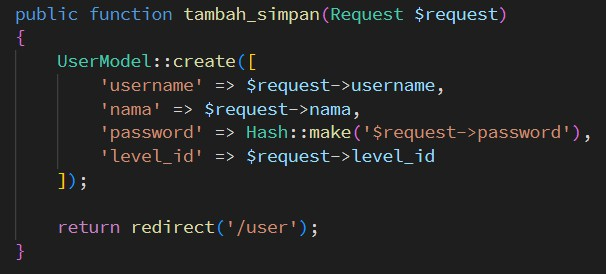 public function tambah_simpan(Request $request)
{
    UserModel::create([
        'username' => $request->username,
        'nama' => $request->nama,
        'password' => Hash::make('$request->password'),
        'level_id' => $request->level_id
    ]);

    return redirect('/user');
}